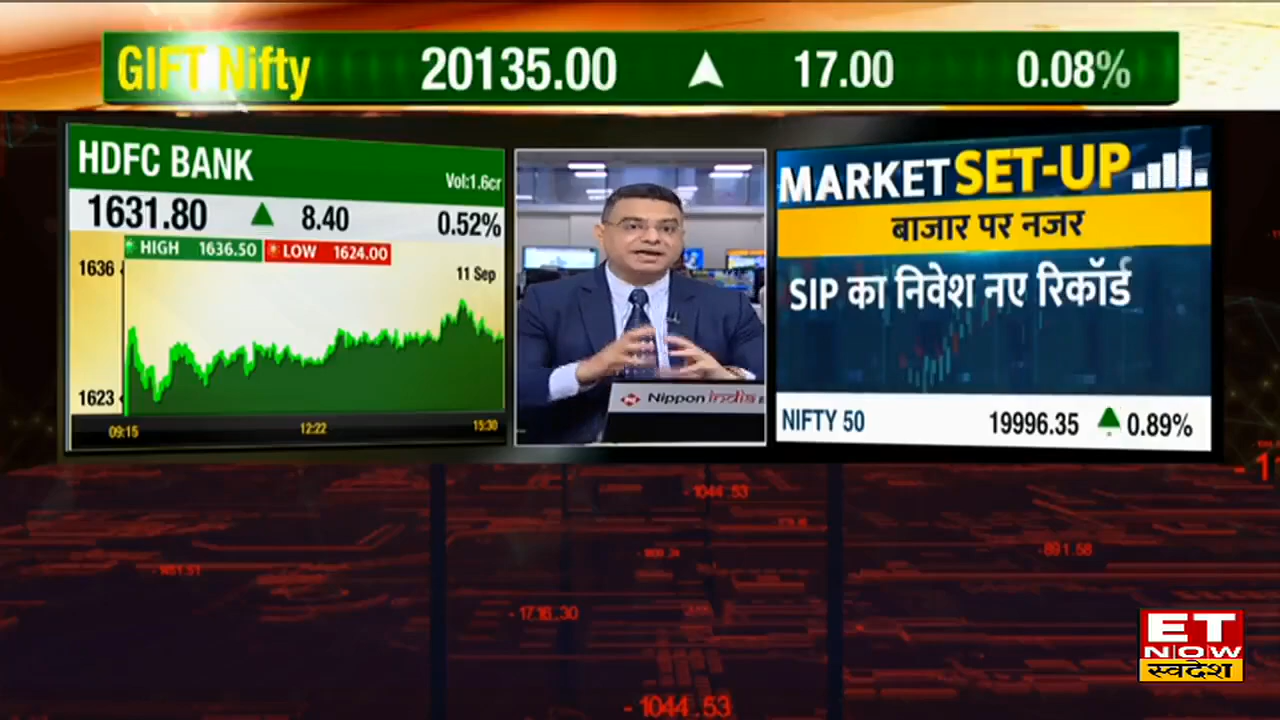 GIFT Nifty 20135.00 17.00 0.08%
HDFC BANK
Vol:1.6cr
1631.80 8.40 0.52%
HIGH 1636.50 LOW 1624.00
11 Sep
1636
1623
09:15 12:22 15:30
Nippon india
MARKET SET-UP
बाजार पर नजर
SIP का निवेश नए रिकॉर्ड
NIFTY 50 19996.35 0.89%
- 1044.53
-891.58
- 1718.30
- 1044.53
ET
NOW
स्वदेश